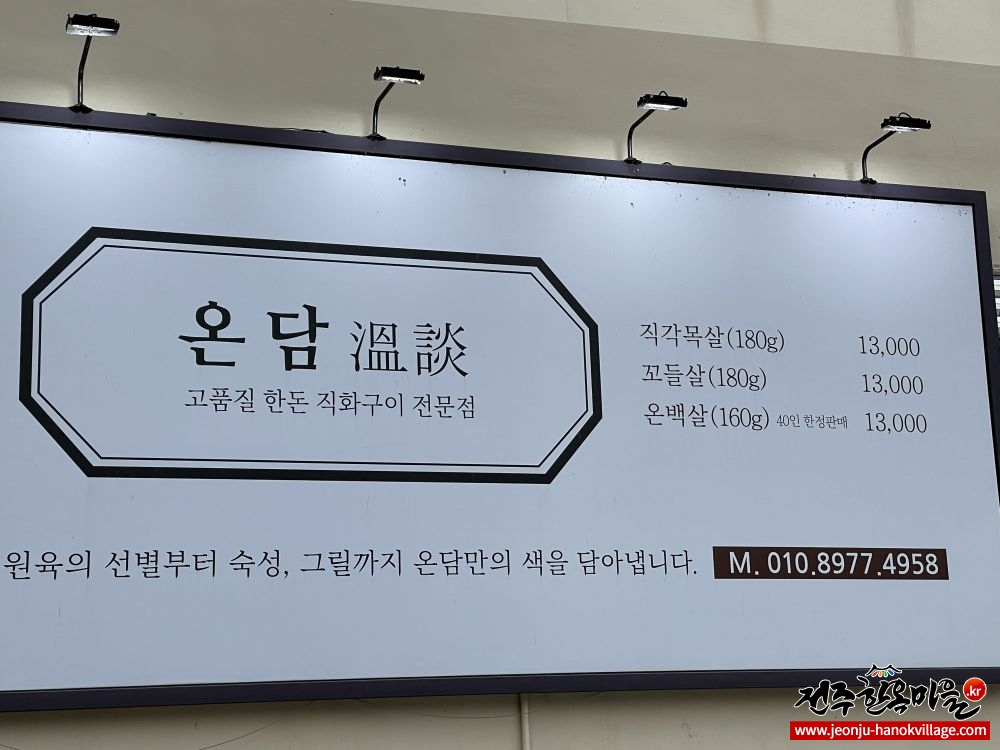 온담 溫談
고품질 한돈 직화구이 전문점
직각목살(180g) 13,000
꼬들살(180g) 13,000
온백살(160g) 40인 한정판매 13,000
원육의 선별부터 숙성, 그릴까지 온담만의 색을 담아냅니다.
M. 010.8977.4958
전주한옥마을.kr
www.jeonju-hanokvillage.com